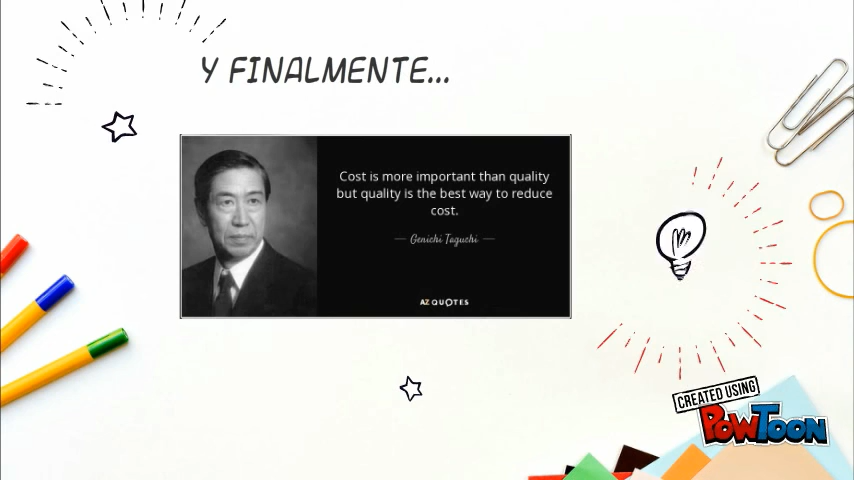 Y FINALMENTE...
Cost is more important than quality
but quality is the best way to reduce
cost.
— Genichi Taguchi —
AZ QUOTES
CREATED USING
POWTOON